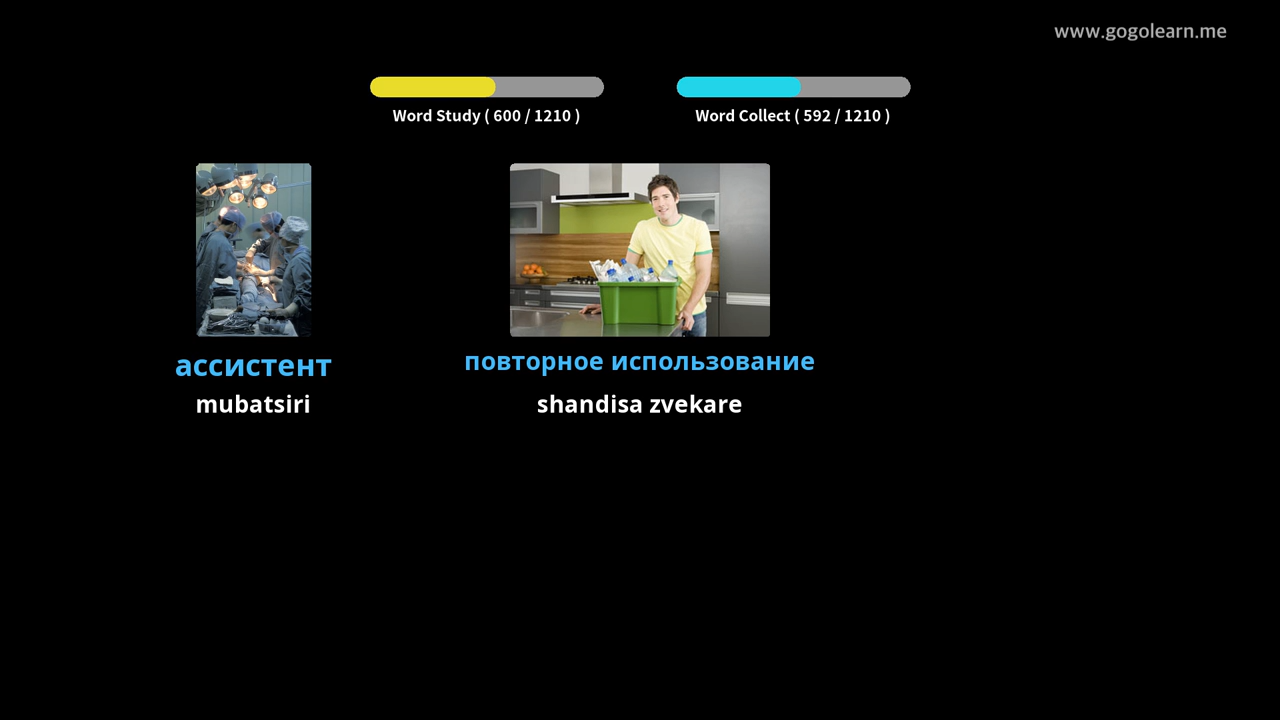 www.gogolearn.me
Word Study ( 600 / 1210 )
Word Collect ( 592 / 1210 )
ассистент
mubatsiri
повторное использование
shandisa zvekare